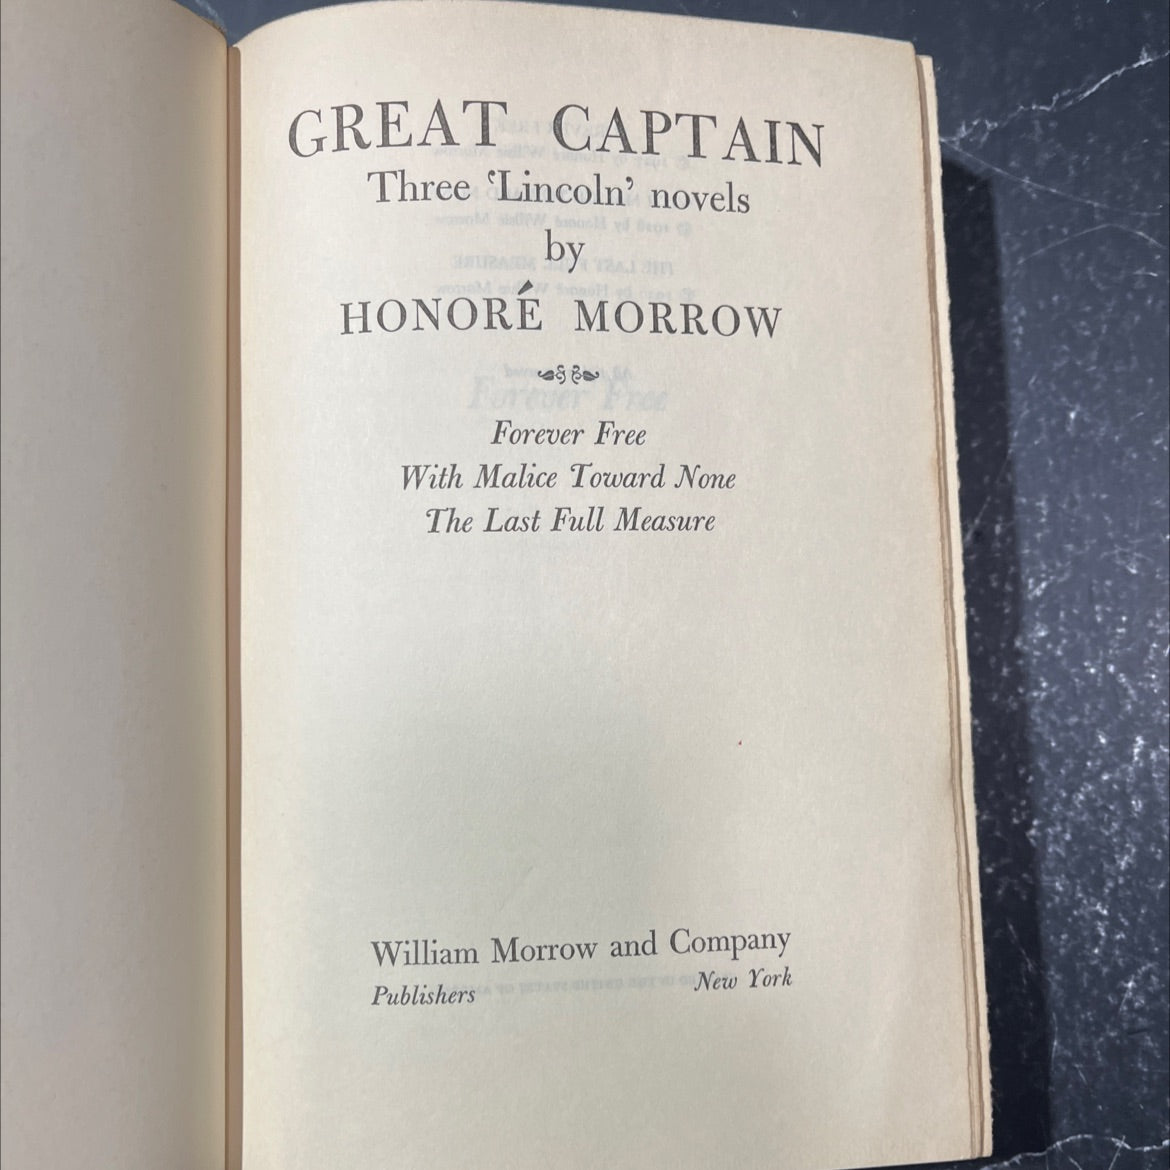 GREAT CAPTAIN
Three ‘Lincoln’ novels
by
HONORÉ MORROW
Forever Free
With Malice Toward None
The Last Full Measure
William Morrow and Company
Publishers New York